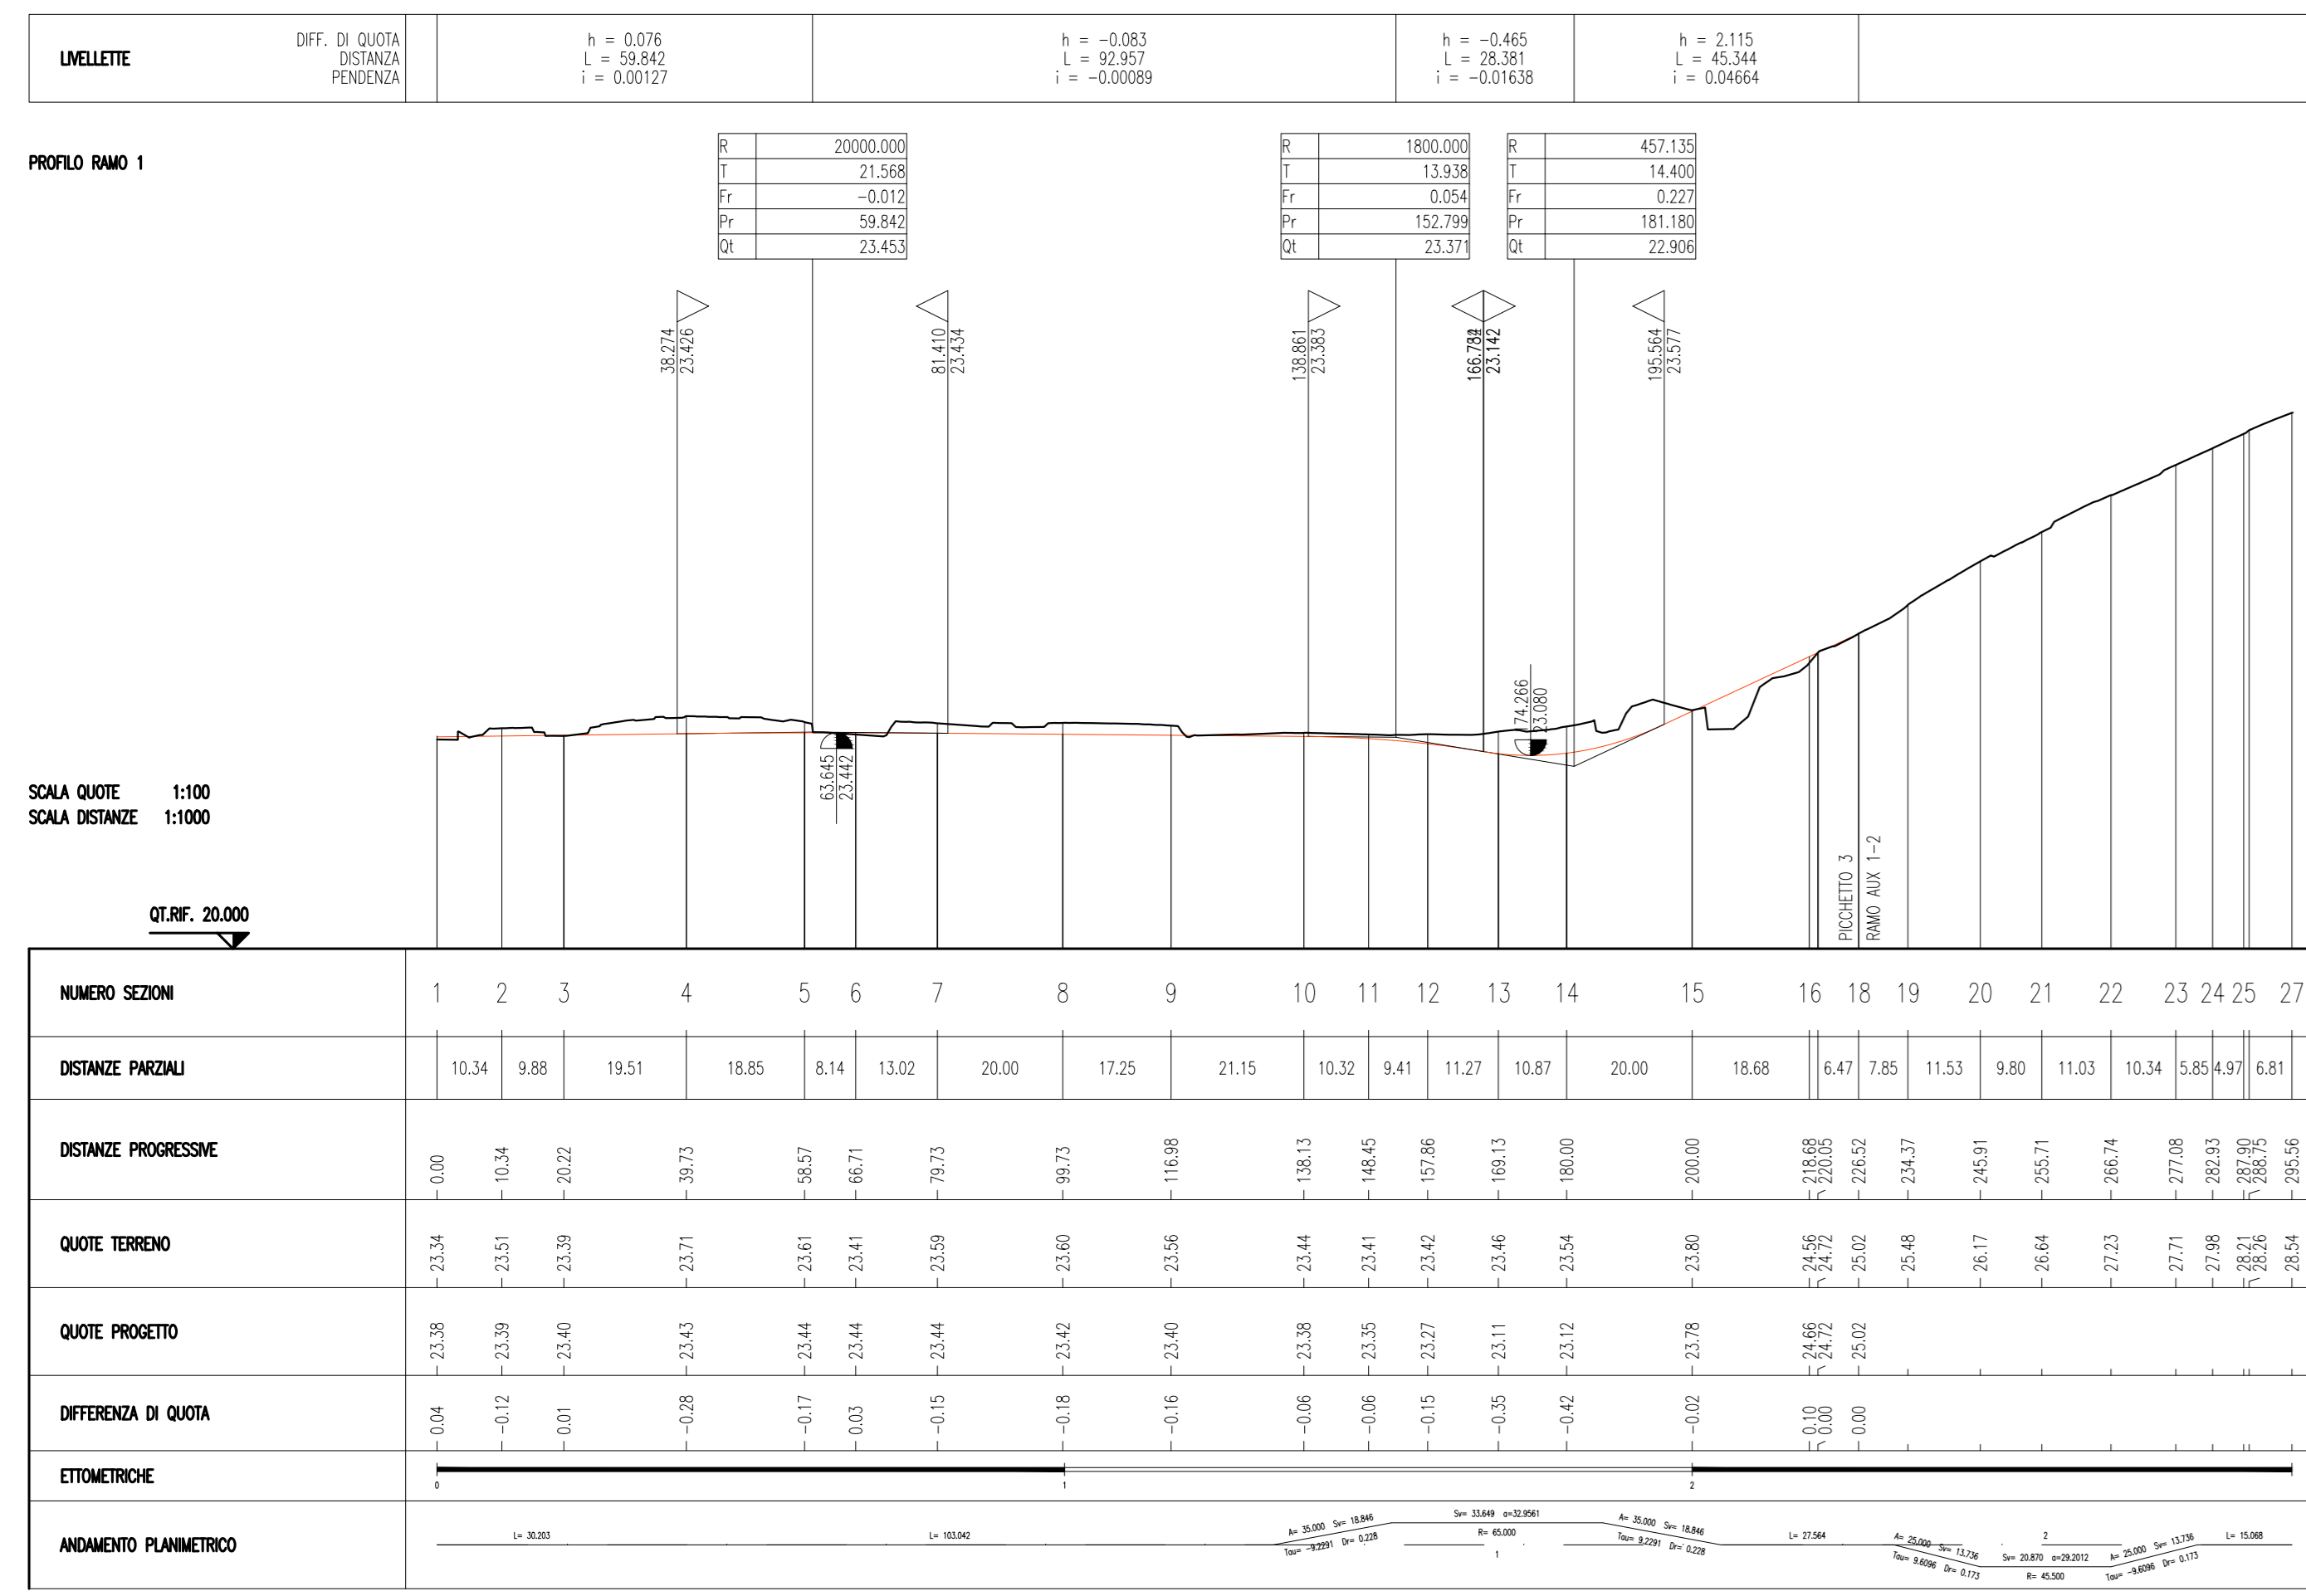 LIVELLETTE
DIFF. DI QUOTA
DISTANZA
PENDENZA
h = 0.076
L = 59.842
i = 0.00127
h = -0.083
L = 92.957
i = -0.00089
h = -0.465
L = 28.381
i = -0.01638
h = 2.115
L = 45.344
i = 0.04664
PROFILO RAMO 1
R 20000.000
T 21.568
Fr -0.012
Pr 59.842
Qt 23.453
R 1800.000
T 13.938
Fr 0.054
Pr 152.799
Qt 23.371
R 457.135
T 14.400
Fr 0.227
Pr 181.180
Qt 22.906
38.274
23.426
81.410
23.434
138.861
23.383
23.142
195.564
23.577
63.645
23.442
174.266
23.080
SCALA QUOTE 1:100
SCALA DISTANZE 1:1000
PICCHETTO 3
RAMO AUX 1-2
QT.RIF. 20.000
NUMERO SEZIONI 1 2 3 4 5 6 7 8 9 10 11 12 13 14 15 16 18 19 20 21 22 23 24 25 27
DISTANZE PARZIALI 10.34 9.88 19.51 18.85 8.14 13.02 20.00 17.25 21.15 10.32 9.41 11.27 10.87 20.00 18.68 6.47 7.85 11.53 9.80 11.03 10.34 5.85 4.97 6.81
DISTANZE PROGRESSIVE 0.00 10.34 20.22 39.73 58.57 66.71 79.73 99.73 116.98 138.13 148.45 157.86 169.13 180.00 200.00 218.68 220.05 226.52 234.37 245.91 255.71 266.74 277.08 282.93 287.90 288.75 295.56
QUOTE TERRENO 23.34 23.51 23.39 23.71 23.61 23.41 23.59 23.60 23.56 23.44 23.41 23.42 23.46 23.54 23.80 24.56 24.72 25.02 25.48 26.17 26.64 27.23 27.71 27.98 28.21 28.26 28.54
QUOTE PROGETTO 23.38 23.39 23.40 23.43 23.44 23.44 23.44 23.42 23.40 23.38 23.35 23.27 23.11 23.12 23.78 24.66 24.72 25.02
DIFFERENZA DI QUOTA 0.04 -0.12 0.01 -0.28 -0.17 0.03 -0.15 -0.18 -0.16 -0.06 -0.06 -0.15 -0.35 -0.42 -0.02 0.10 0.00 0.00
ETTOMETRICHE 0 1 2
ANDAMENTO PLANIMETRICO
L= 30.203
L= 103.042
A= 35.000 Sv= 18.846
Tau= -9.2291 Dr= 0.228
Sv= 33.649 a=32.9561
R= 65.000
1
A= 35.000 Sv= 18.846
Tau= 9.2291 Dr= 0.228
L= 27.564
A= 25.000 Sv= 13.736
Tau= 9.6096 Dr= 0.173
2
Sv= 20.870 a=29.2012
R= 45.500
A= 25.000 Sv= 13.736
Tau= -9.6096 Dr= 0.173
L= 15.068